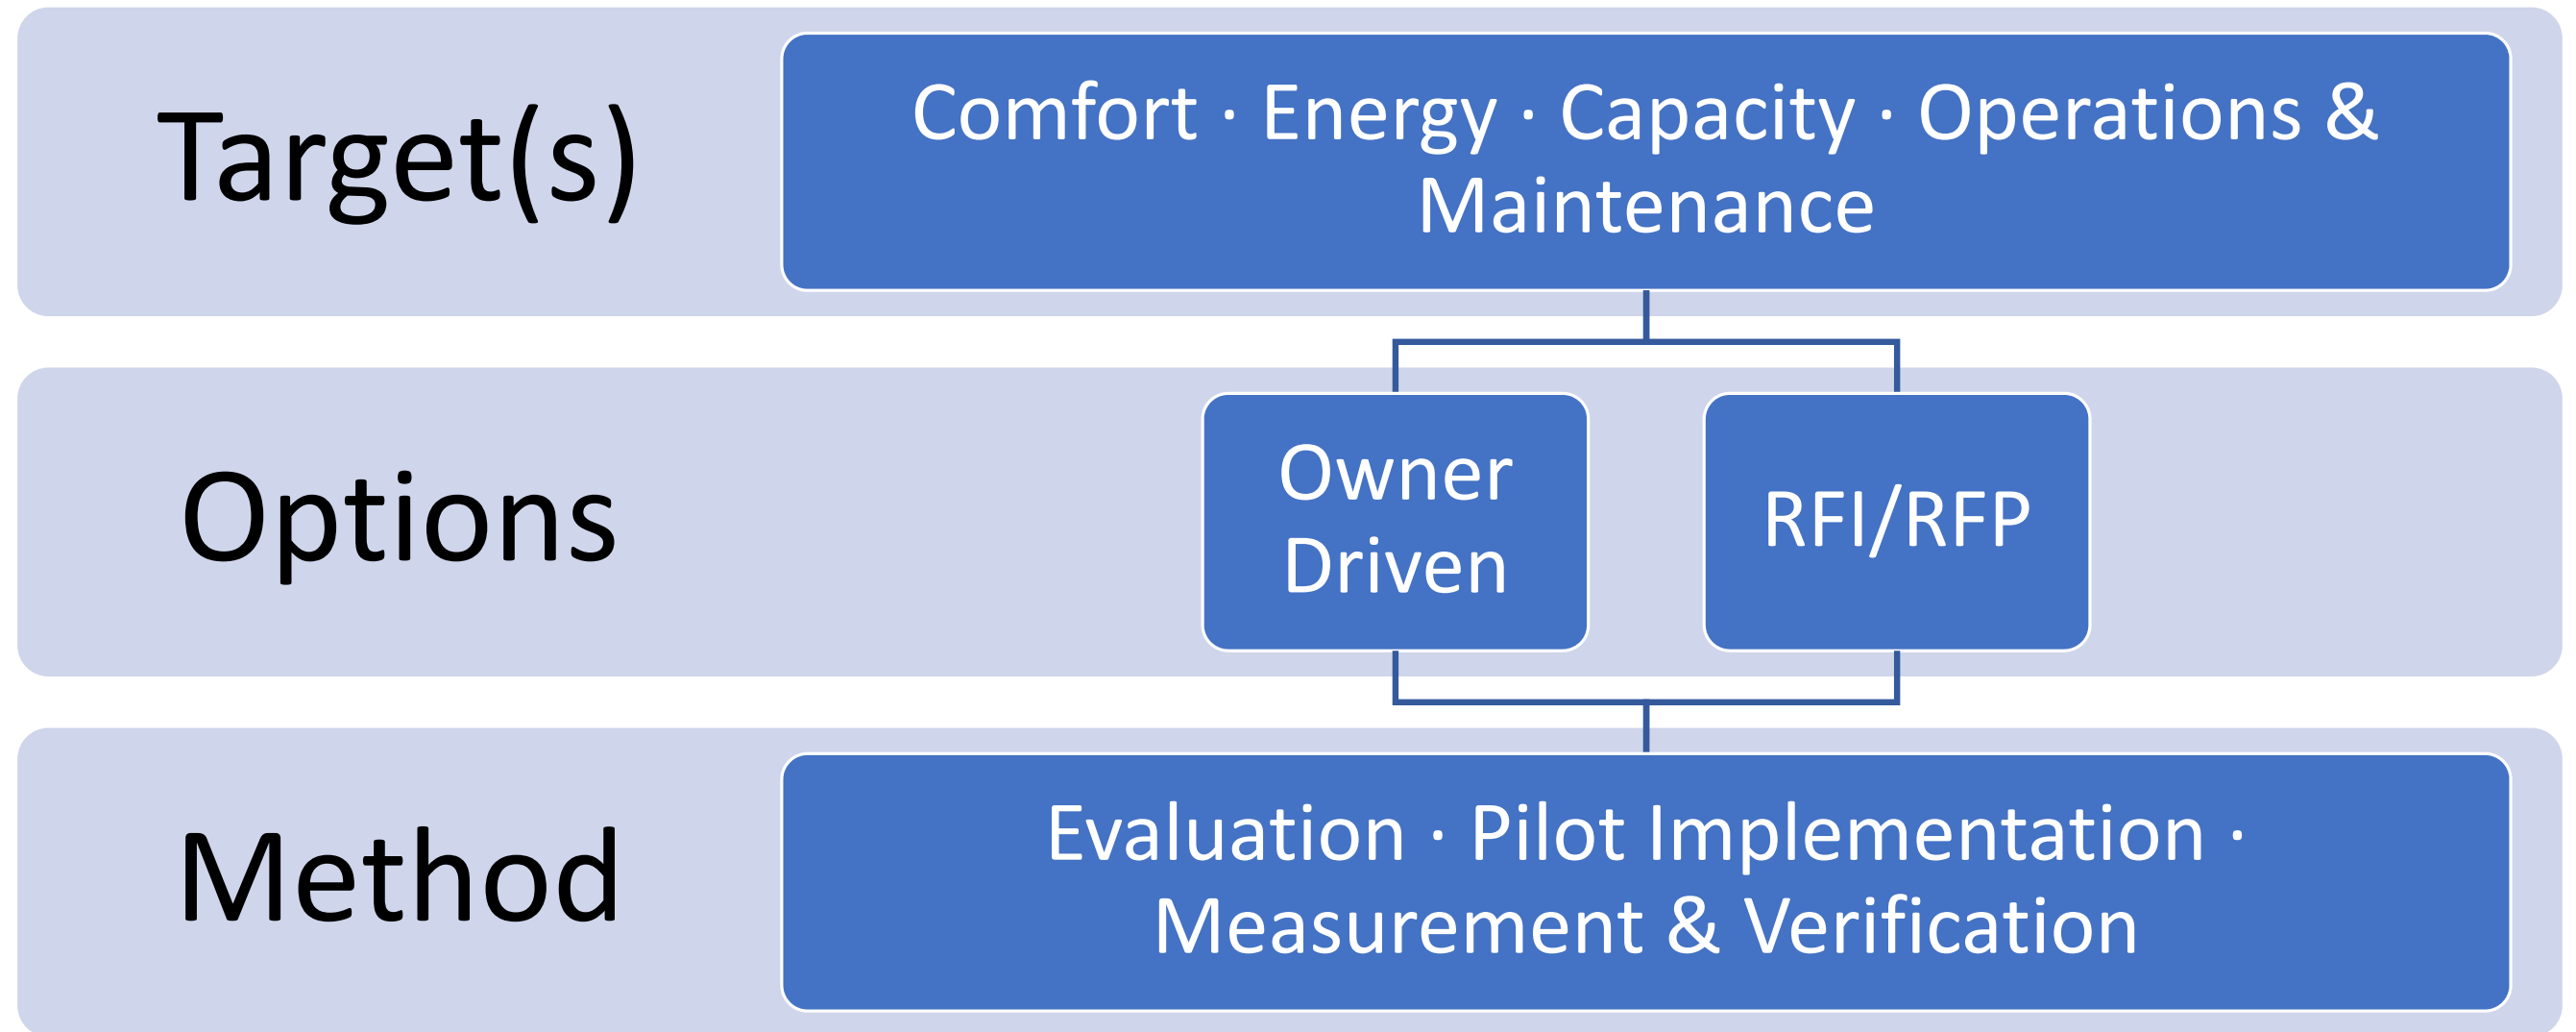 Target(s)
Comfort · Energy · Capacity · Operations &
Maintenance
Options
Owner
Driven
RFI/RFP
Method
Evaluation · Pilot Implementation ·
Measurement & Verification